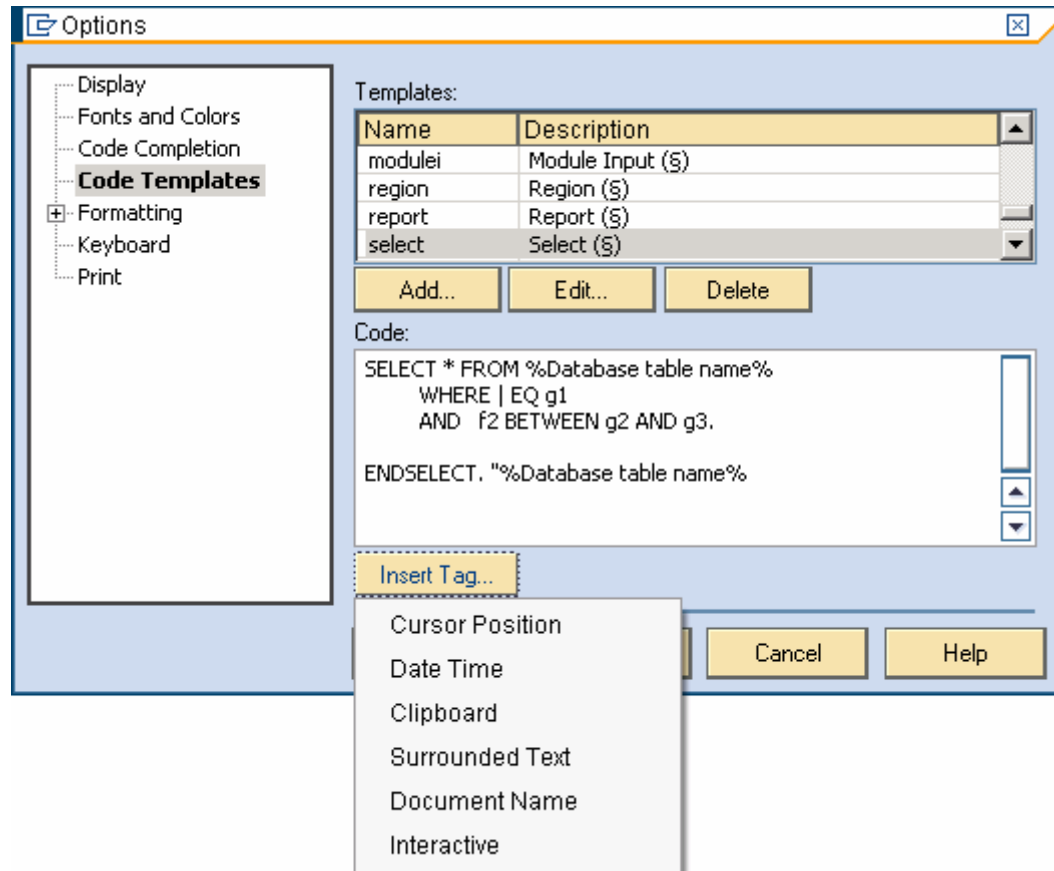 Options
Display
Fonts and Colors
Code Completion
Code Templates
Formatting
Keyboard
Print
Templates:
Name Description
modulei Module Input (§)
region Region (§)
report Report (§)
select Select (§)
Add... Edit... Delete
Code:
SELECT * FROM %Database table name%
WHERE | EQ g1
AND f2 BETWEEN g2 AND g3.
ENDSELECT. "%Database table name%
Insert Tag...
Cursor Position
Date Time
Clipboard
Surrounded Text
Document Name
Interactive
Cancel Help